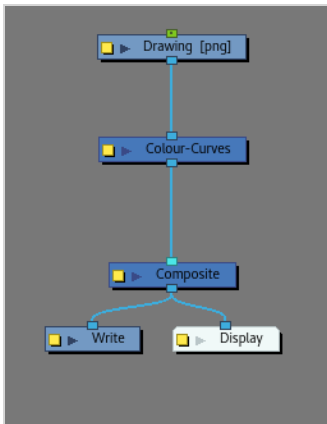 Drawing [png]
Colour-Curves
Composite
Write
Display